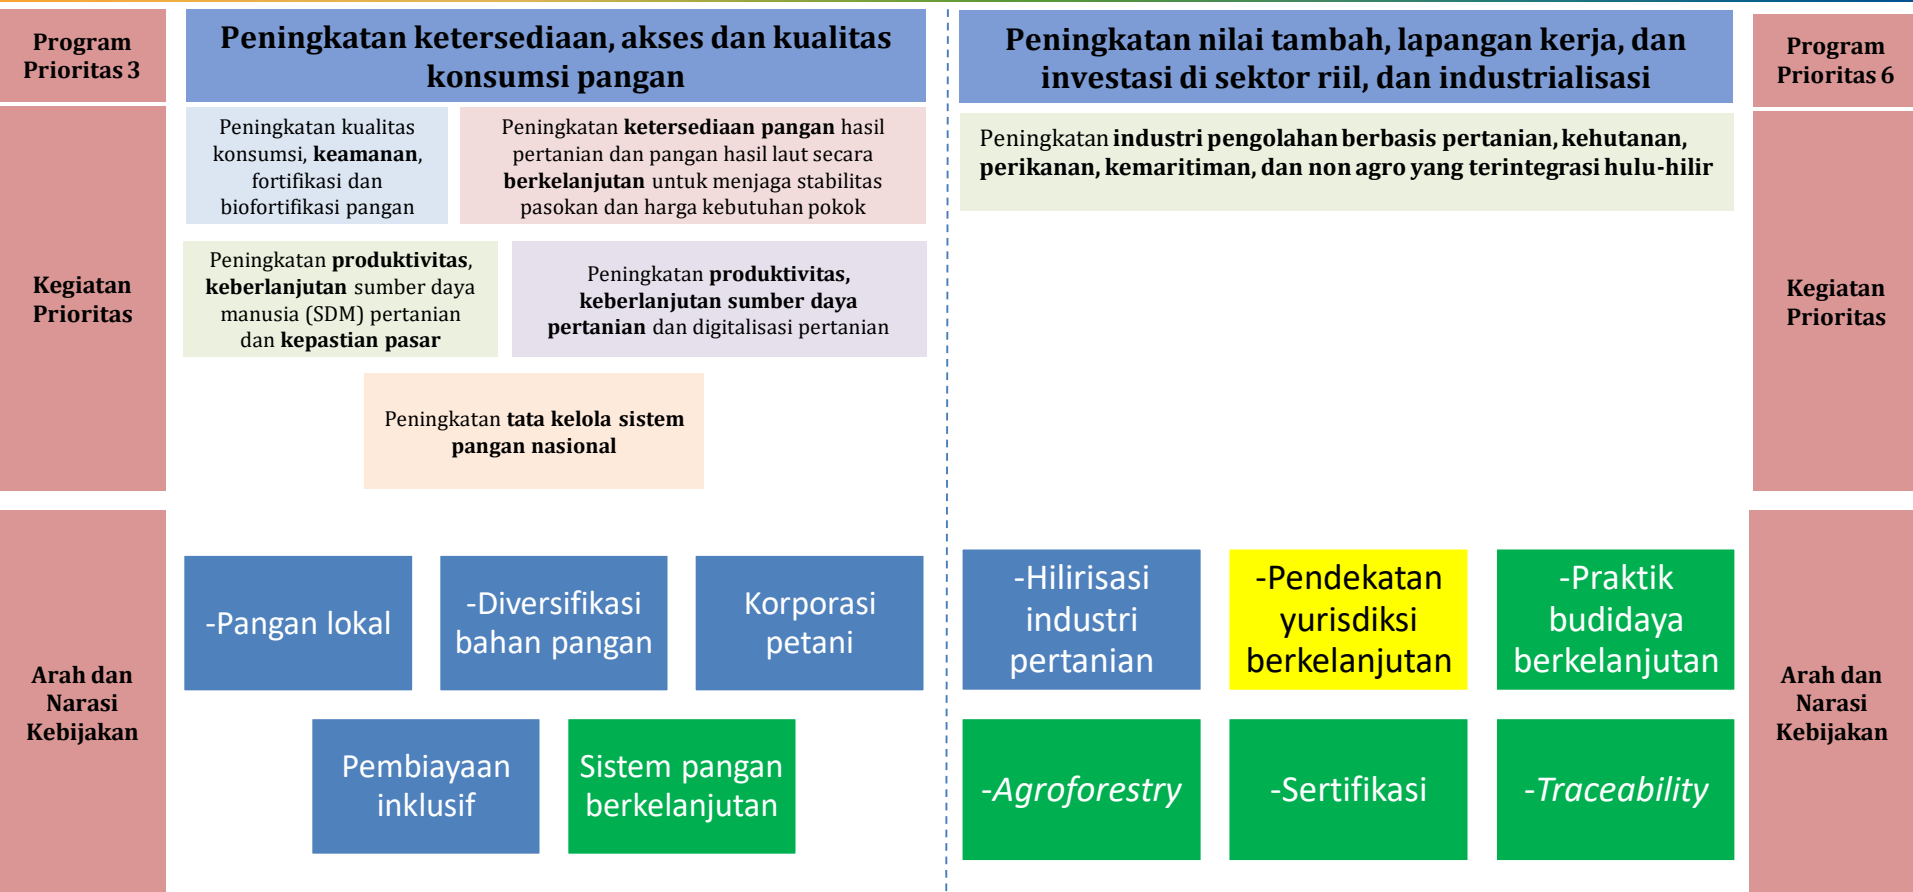 Program
Prioritas 3
Peningkatan ketersediaan, akses dan kualitas
konsumsi pangan
Peningkatan nilai tambah, lapangan kerja, dan
investasi di sektor riil, dan industrialisasi
Program
Prioritas 6
Kegiatan
Prioritas
Peningkatan kualitas
konsumsi, keamanan,
fortifikasi dan
biofortifikasi pangan
Peningkatan ketersediaan pangan hasil
pertanian dan pangan hasil laut secara
berkelanjutan untuk menjaga stabilitas
pasokan dan harga kebutuhan pokok
Peningkatan produktivitas,
keberlanjutan sumber daya
manusia (SDM) pertanian
dan kepastian pasar
Peningkatan produktivitas,
keberlanjutan sumber daya
pertanian dan digitalisasi pertanian
Peningkatan tata kelola sistem
pangan nasional
Peningkatan industri pengolahan berbasis pertanian, kehutanan,
perikanan, kemaritiman, dan non agro yang terintegrasi hulu-hilir
Kegiatan
Prioritas
Arah dan
Narasi
Kebijakan
-Pangan lokal
-Diversifikasi
bahan pangan
Korporasi
petani
Pembiayaan
inklusif
Sistem pangan
berkelanjutan
-Hilirisasi
industri
pertanian
-Pendekatan
yurisdiksi
berkelanjutan
-Praktik
budidaya
berkelanjutan
-Agroforestry
-Sertifikasi
-Traceability
Arah dan
Narasi
Kebijakan